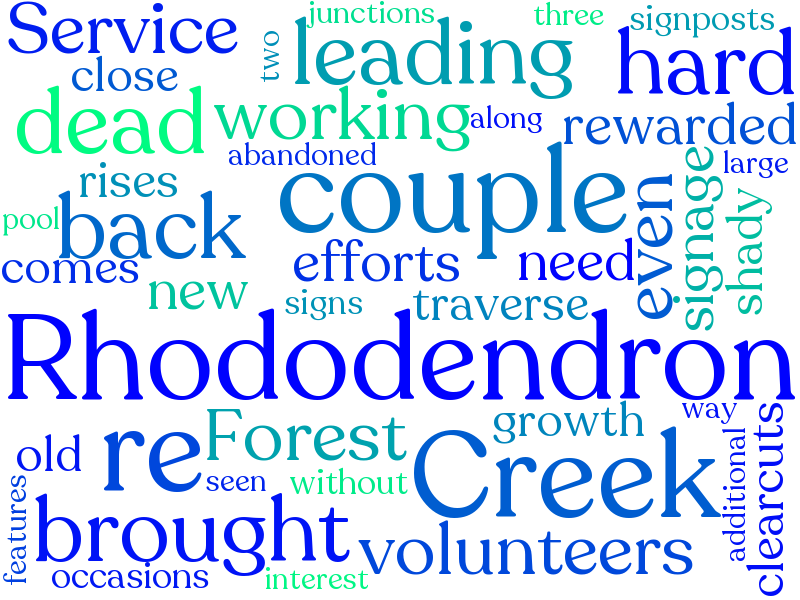 Service
junctions
three
signposts
two
leading
hard
close
dead
working
along
rewarded
abandoned
large
rises
couple
signage
shady
pool
back
even
comes
efforts
need
new
signs
traverse
Rhododendron
old
re
Forest
growth
way
Creek
seen
without
additional
clearcuts
features
brought
volunteers
occasions
interest